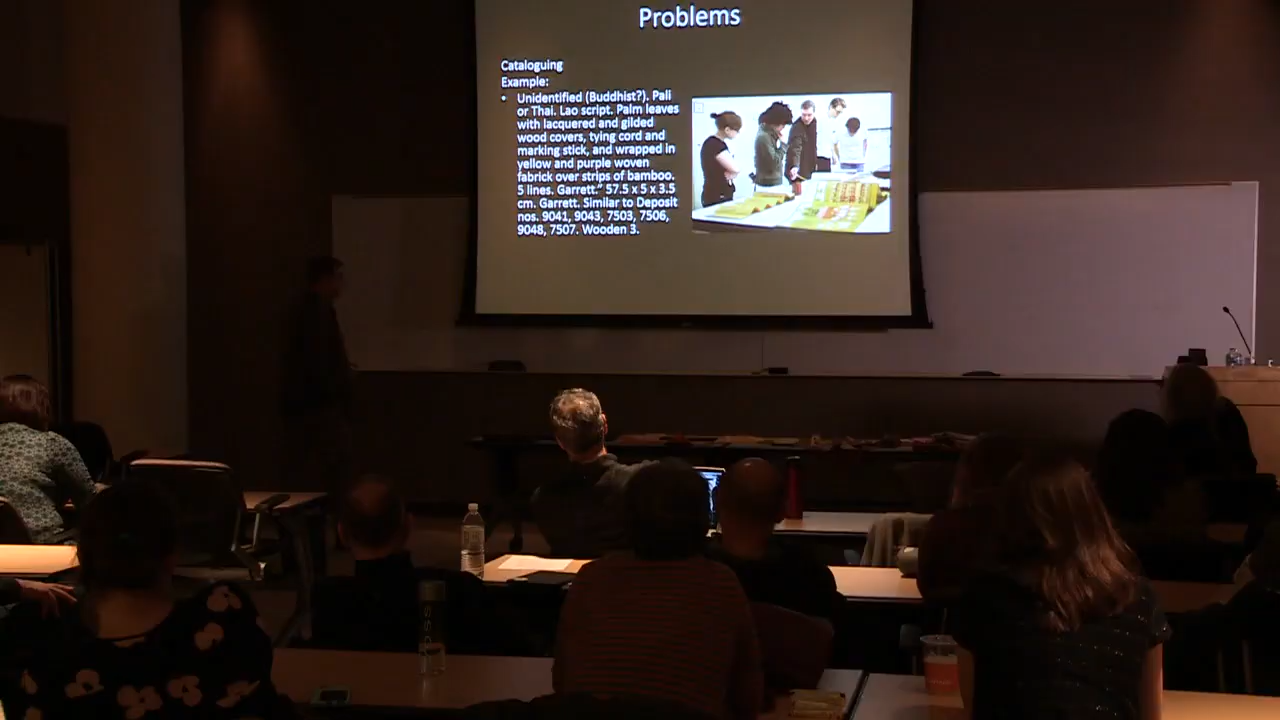 Problems
Cataloguing
Example:
• Unidentified (Buddhist?). Pali
or Thai. Lao script. Palm leaves
with lacquered and gilded
wood covers, tying cord and
marking stick, and wrapped in
yellow and purple woven
fabrick over strips of bamboo.
5 lines. Garrett." 57.5 x 5 x 3.5
cm. Garrett. Similar to Deposit
nos. 9041, 9043, 7503, 7506,
9048, 7507. Wooden 3.